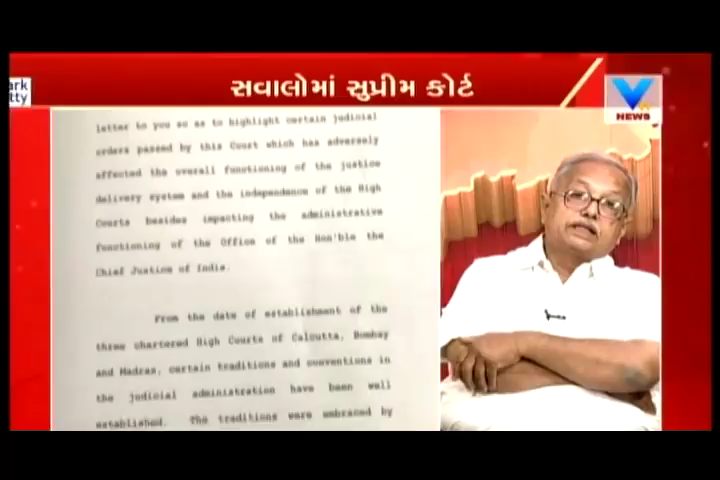 સવાલોમાં સુપ્રીમ કોર્ટ
ark
tty
V
NEWS
letter to you so as to highlight certain judicial
orders passed by this Court which has adversely
affected the overall functioning of the justice
delivery system and the independence of the High
Courts besides impacting the administrative
functioning of the Office of the Hon'ble the
Chief Justice of India.
From the date of establishment of the
three chartered High Courts of Calcutta, Bombay
and Madras, certain traditions and conventions in
the judicial administration have been well
established. The traditions were embraced by